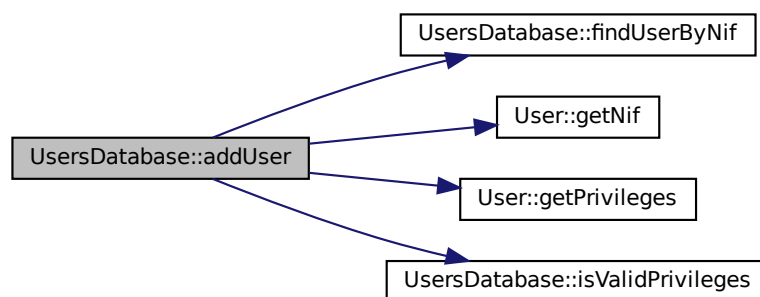 UsersDatabase::findUserByNif
User::getNif
UsersDatabase::addUser
User::getPrivileges
UsersDatabase::isValidPrivileges